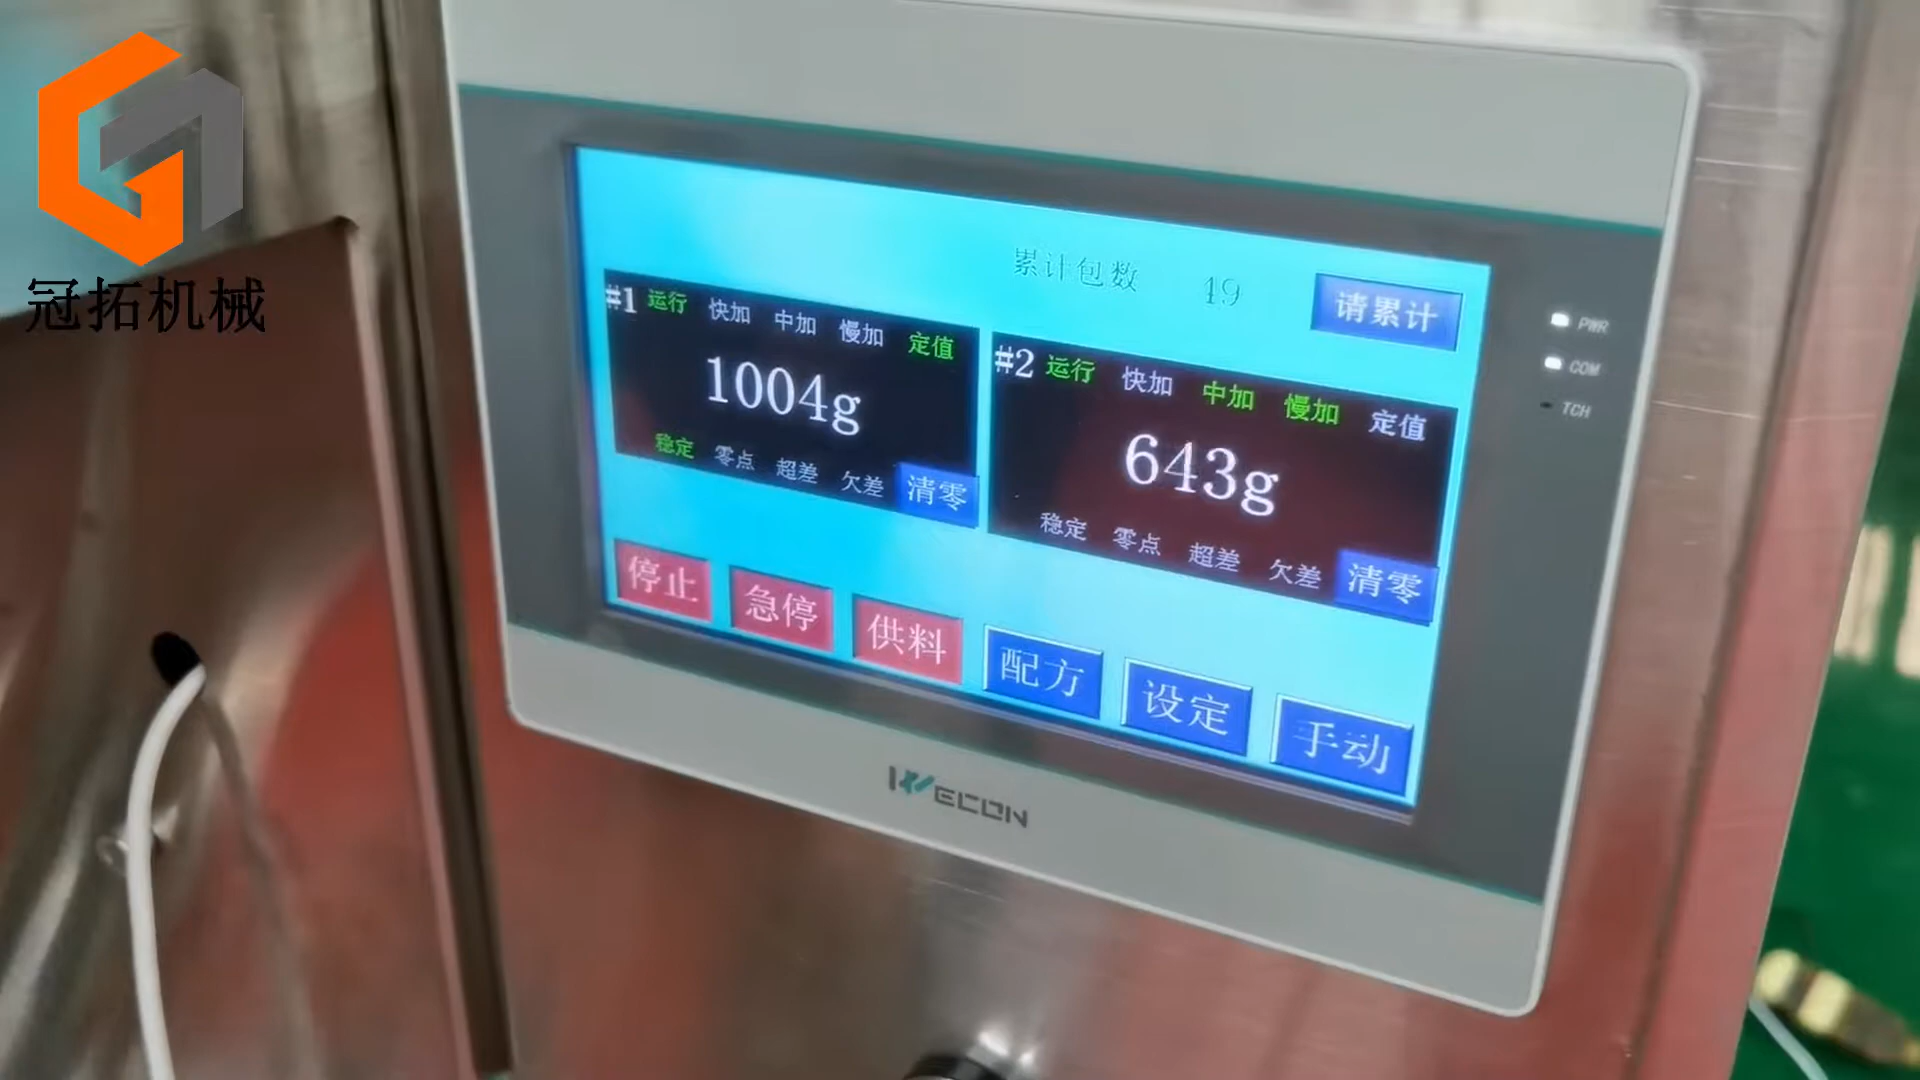 冠拓机械
累计包数 49 请累计
#1 运行 快加 中加 慢加 定值
1004g
稳定 零点 超差 欠差 清零
#2 运行 快加 中加 慢加 定值
643g
稳定 零点 超差 欠差 清零
停止 急停 供料 配方 设定 手动
PWR
COM
TCH
WECON